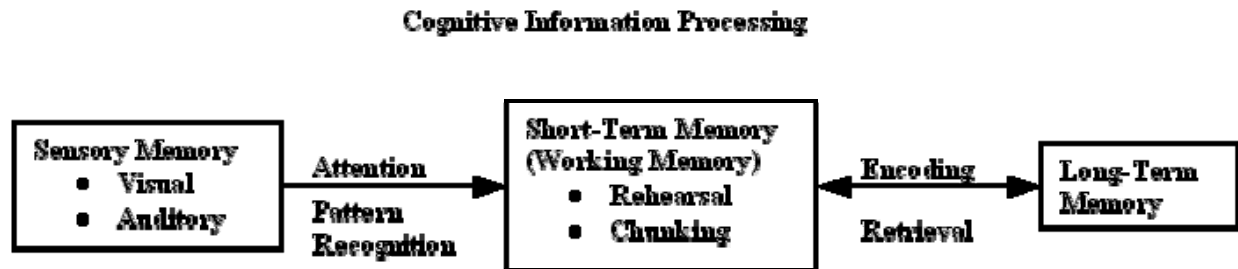 Cognitive Information Processing
Sensory Memory
• Visual
• Auditory
Attention
Pattern
Recognition
Short-Term Memory
(Working Memory)
• Rehearsal
• Chunking
Encoding
Retrieval
Long-Term
Memory